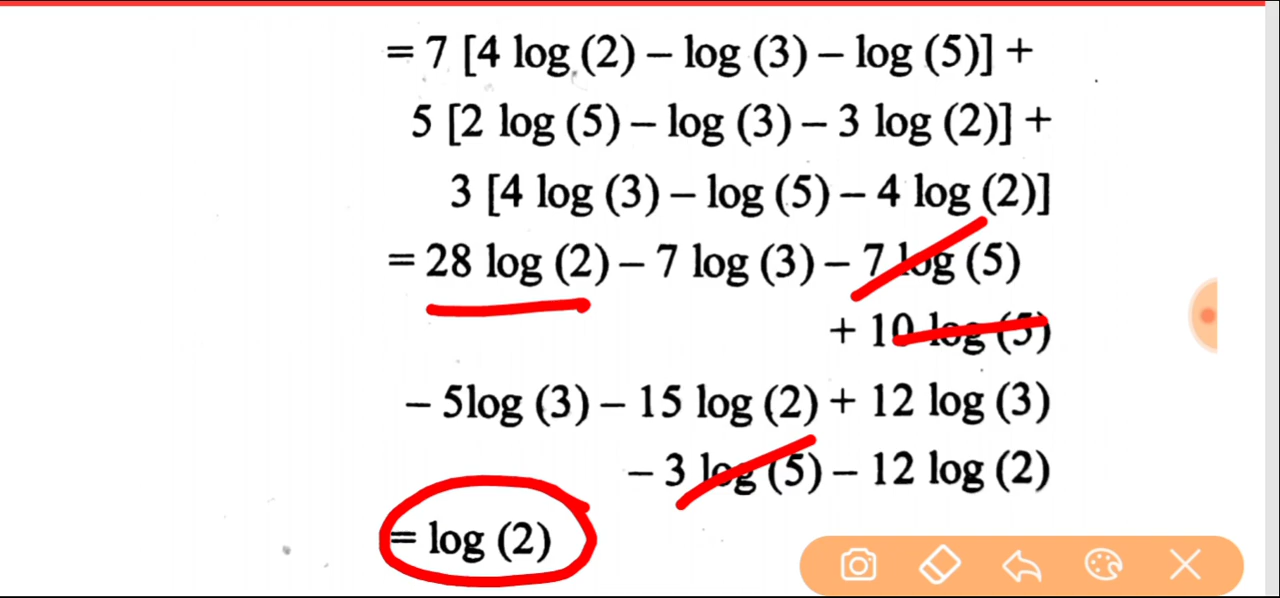 = 7 [4 log (2) – log (3) – log (5)] +
5 [2 log (5) – log (3) – 3 log (2)] +
3 [4 log (3) – log (5) – 4 log (2)]
= 28 log (2) – 7 log (3) – 7 log (5)
+ 10 log (5)
– 5log (3) – 15 log (2) + 12 log (3)
– 3 log (5) – 12 log (2)
= log (2)